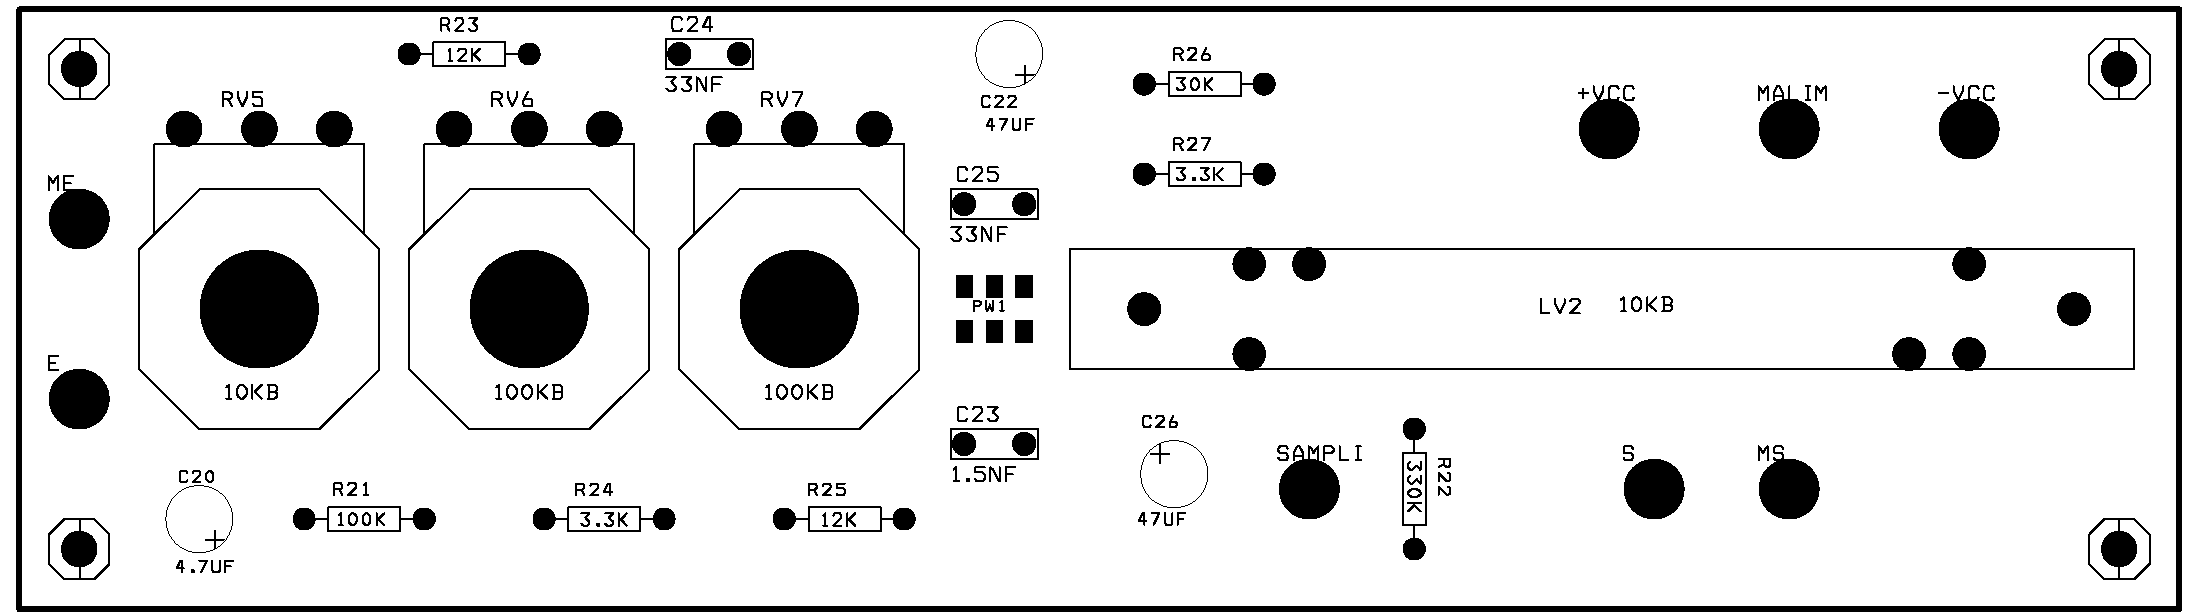 R23
12K
C24
33NF
C22
47UF
R26
30K
RV5
RV6
RV7
+VCC
MALIM
-VCC
R27
3.3K
ME
C25
33NF
PW1
LV2 10KB
E
10KB
100KB
100KB
C23
1.5NF
C26
47UF
SAMPLI
R22
330K
S
MS
C20
4.7UF
R21
100K
R24
3.3K
R25
12K